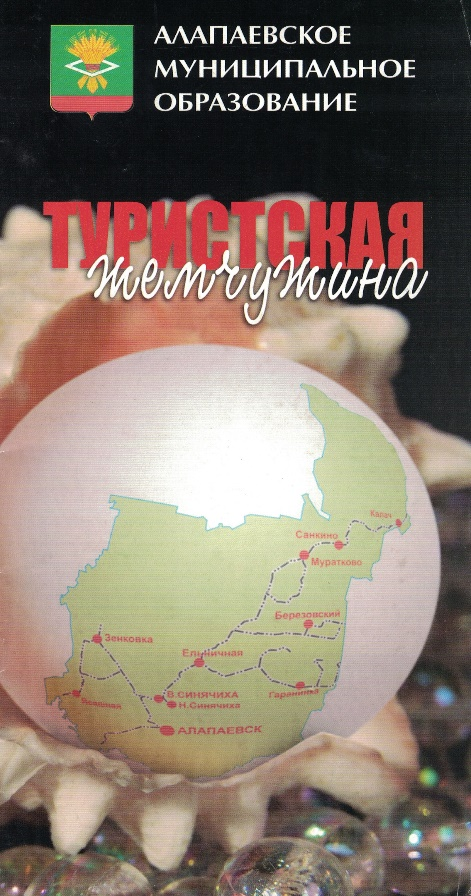 АЛАПАЕВСКОЕ
МУНИЦИПАЛЬНОЕ
ОБРАЗОВАНИЕ
ТУРИСТСКАЯ
жемчужина
Калач
Санкино
Муратково
Березовский
Зенковка
Ельничная
Гаранинка
В.СИНЯЧИХА
Н.Синячиха
АЛАПАЕВСК